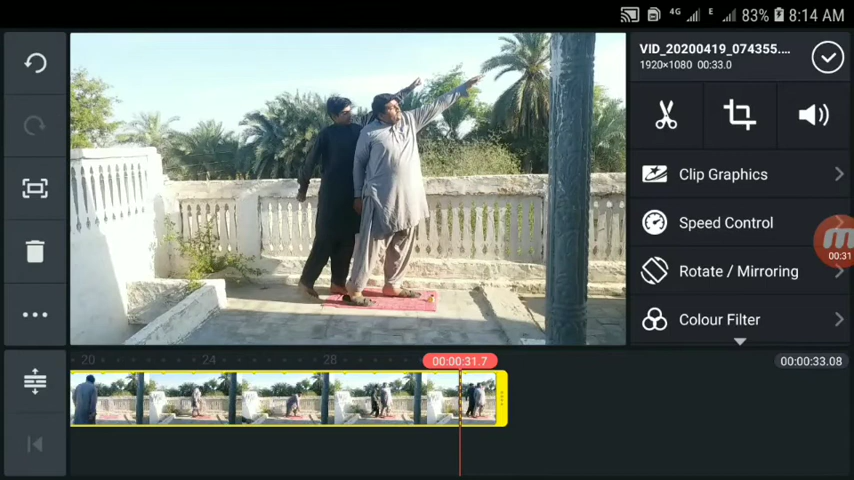 4G E 83% 8:14 AM
VID_20200419_074355....
1920×1080 00:33.0
Clip Graphics
Speed Control
00:31
Rotate / Mirroring
Colour Filter
20 24 28 00:00:31.7 00:00:33.08